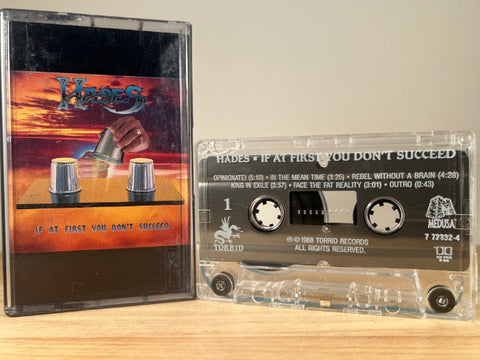 HADES
IF AT FIRST YOU DON'T SUCCEED
HADES • IF AT FIRST YOU DON'T SUCCEED
OPINIONATE! (5:10) • IN THE MEAN TIME (3:25) • REBEL WITHOUT A BRAIN (4:28)
KING IN EXILE (3:57) • FACE THE FAT REALITY (3:01) • OUTRO (0:43)
1
TORRID
MEDUSA
7 72332-4
℗ © 1988 TORRID RECORDS
ALL RIGHTS RESERVED.